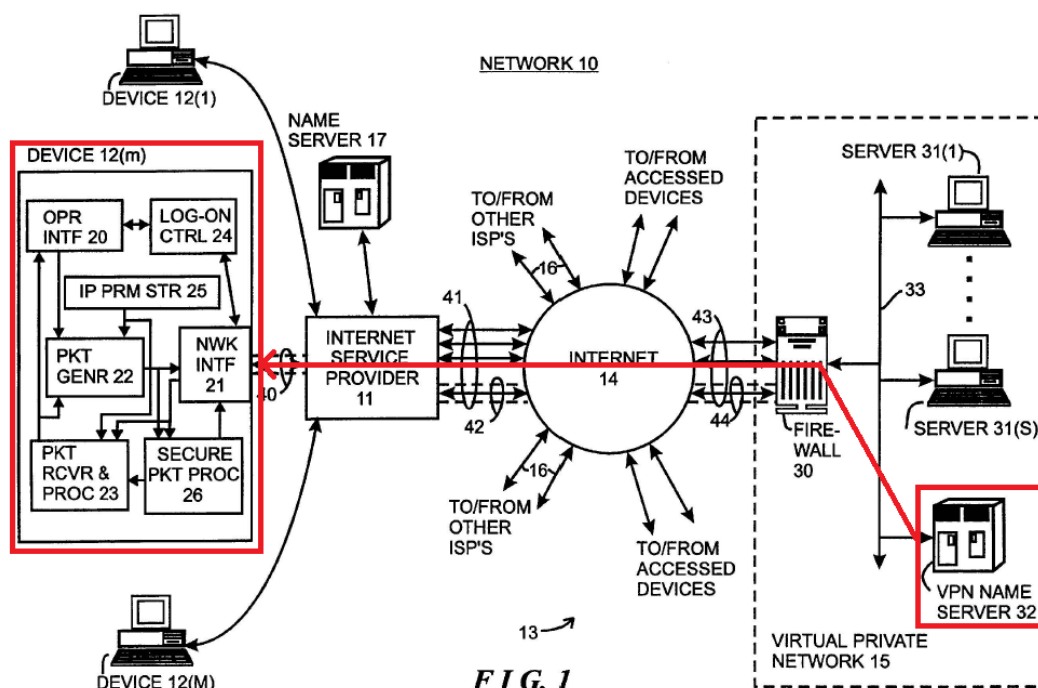 NETWORK 10
DEVICE 12(1)
NAME
SERVER 17
DEVICE 12(m)
OPR
INTF 20
LOG-ON
CTRL 24
IP PRM STR 25
PKT
GENR 22
NWK
INTF
21
PKT
RCVR &
PROC 23
SECURE
PKT PROC
26
40
INTERNET
SERVICE
PROVIDER
11
41
42
TO/FROM
OTHER
ISP'S
16
TO/FROM
ACCESSED
DEVICES
INTERNET
14
16
TO/FROM
OTHER
ISP'S
TO/FROM
ACCESSED
DEVICES
43
44
FIRE-
WALL
30
33
SERVER 31(1)
SERVER 31(S)
VPN NAME
SERVER 32
VIRTUAL PRIVATE
NETWORK 15
DEVICE 12(M)
13
FIG. 1